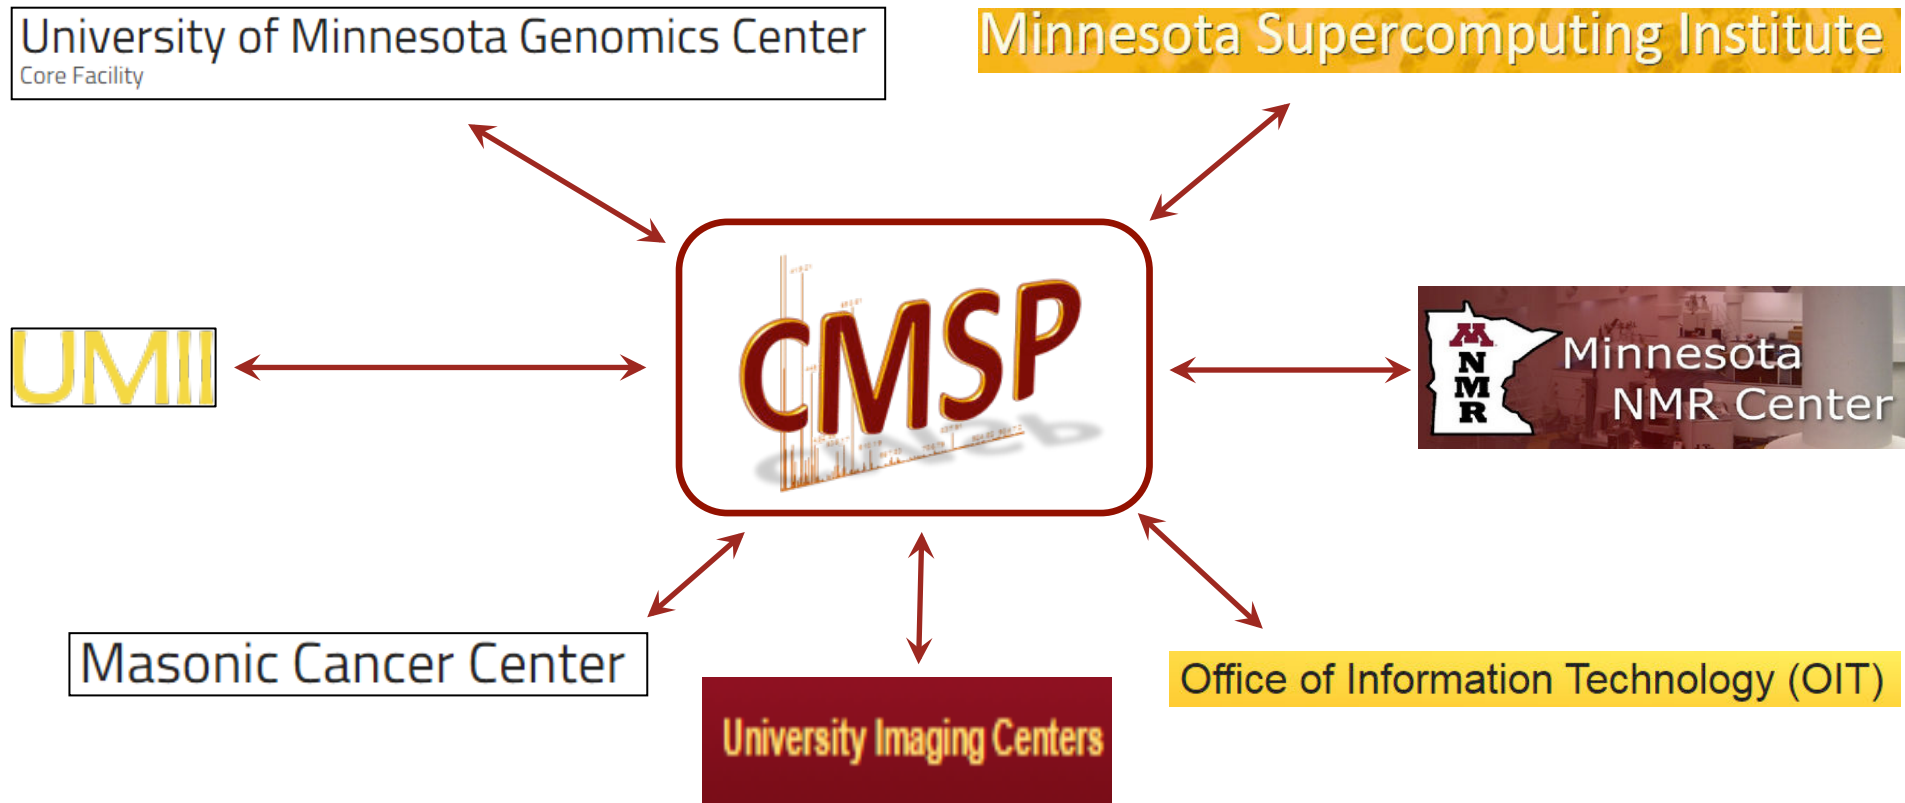 University of Minnesota Genomics Center
Core Facility
Minnesota Supercomputing Institute
CMSP
UMII
M
NMR
Minnesota
NMR Center
Masonic Cancer Center
University Imaging Centers
Office of Information Technology (OIT)